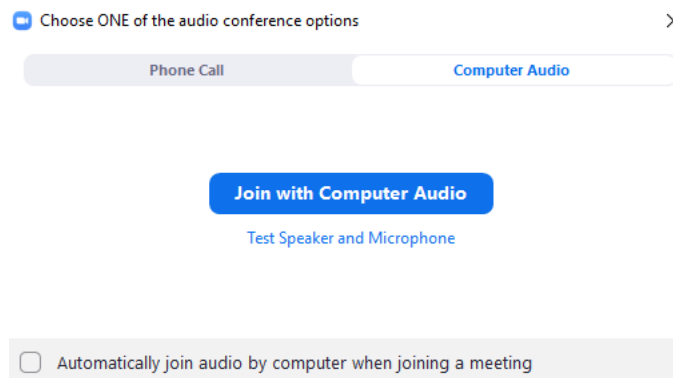 Choose ONE of the audio conference options
Phone Call
Computer Audio
Join with Computer Audio
Test Speaker and Microphone
Automatically join audio by computer when joining a meeting